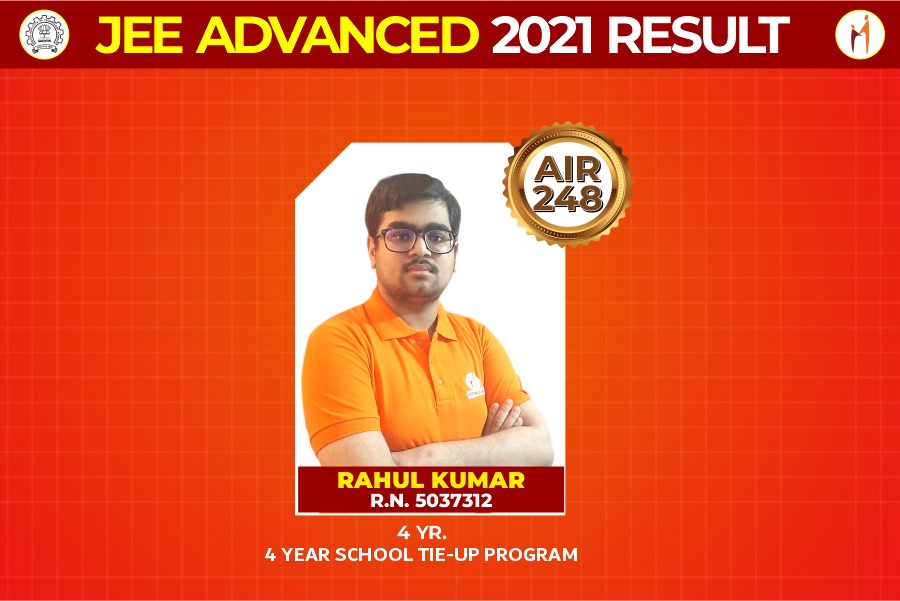 JEE ADVANCED 2021 RESULT
AIR
248
RAHUL KUMAR
R.N. 5037312
4 YR.
4 YEAR SCHOOL TIE-UP PROGRAM